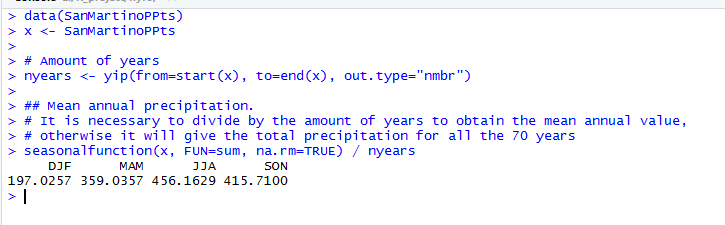 > data(SanMartinoPPts)
> x <- SanMartinoPPts
>
> # Amount of years
> nyears <- yip(from=start(x), to=end(x), out.type="nmbr")
>
> ## Mean annual precipitation.
> # It is necessary to divide by the amount of years to obtain the mean annual value,
> # otherwise it will give the total precipitation for all the 70 years
> seasonalfunction(x, FUN=sum, na.rm=TRUE) / nyears
     DJF      MAM      JJA      SON
197.0257 359.0357 456.1629 415.7100
>